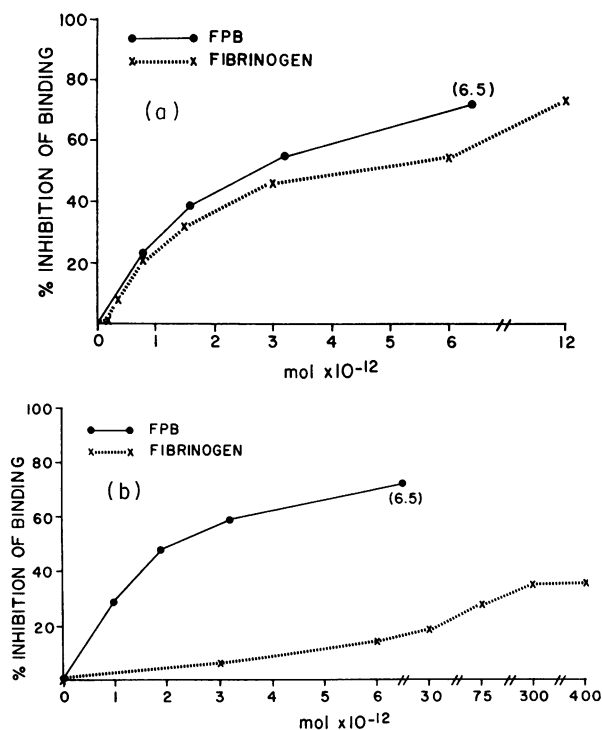 FPB
FIBRINOGEN
(a)
(6.5)
% INHIBITION OF BINDING
100
80
60
40
20
0 1 2 3 4 5 6 12
mol x10-12
FPB
FIBRINOGEN
(b)
(6.5)
% INHIBITION OF BINDING
100
80
60
40
20
0 1 2 3 4 5 6 30 75 300 400
mol x10-12